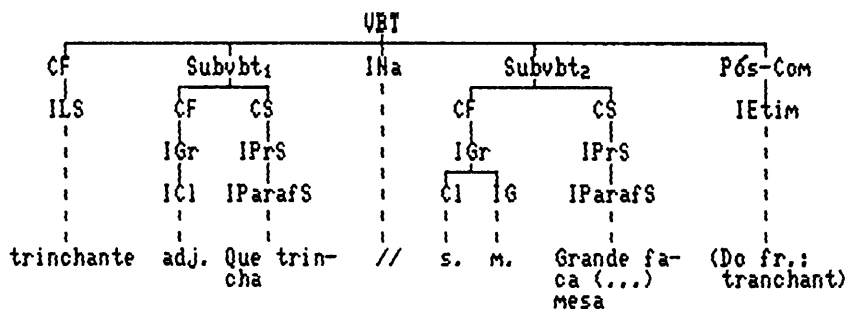 VBT
CF Subvbt₁ INa Subvbt₂ Pós-Com
ILS CF CS CF CS IEtim
IGr IPrS IGr IPrS
ICl IParafS Cl IG IParafS
trinchante adj. Que trin- // s. m. Grande fa- (Do fr.:
cha ca (...) tranchant)
mesa